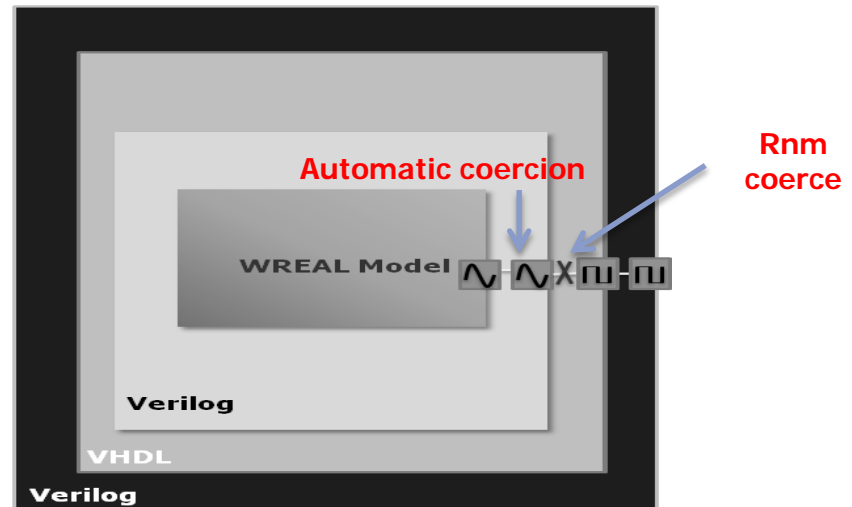 Rnm
coerce
Automatic coercion
WREAL Model
X
Verilog
VHDL
Verilog